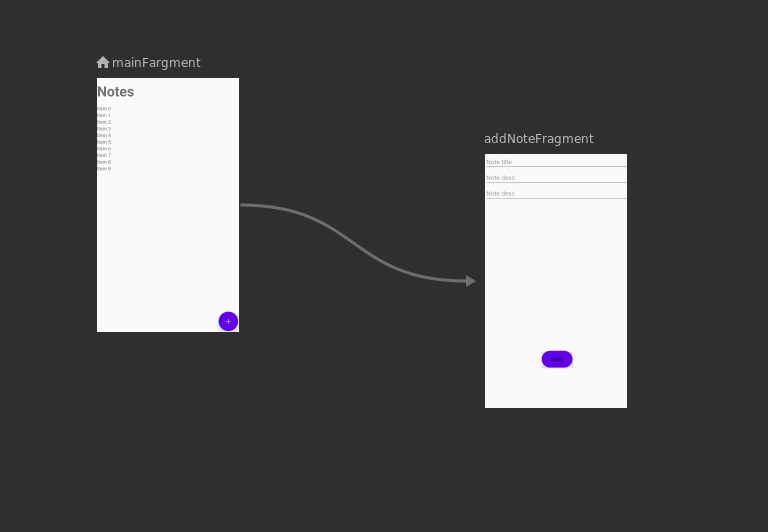 mainFargment
Notes
Item 0
Item 1
Item 2
Item 3
Item 4
Item 5
Item 6
Item 7
Item 8
Item 9
+
addNoteFragment
Note title
Note desc
Note desc